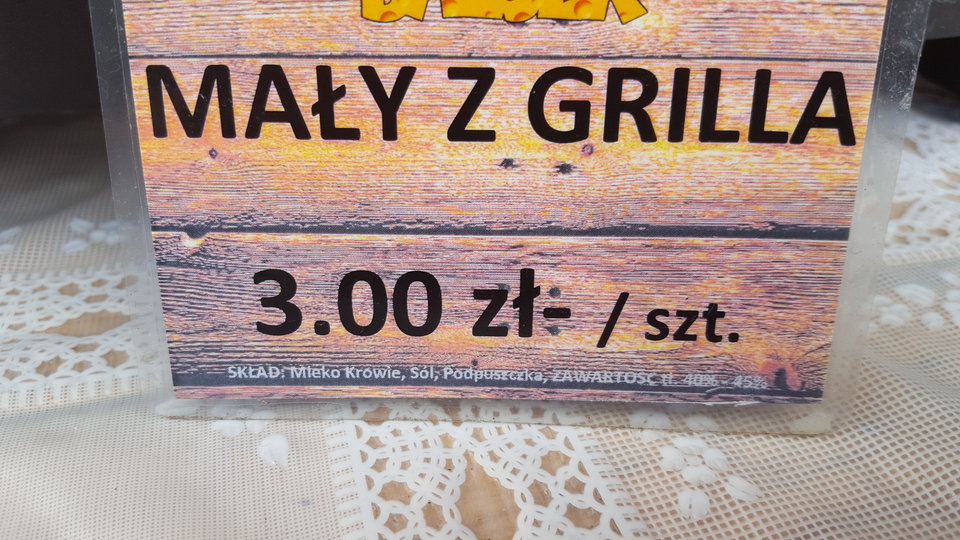 MAŁY Z GRILLA
3.00 zł- / szt.
SKŁAD: Mleko Krowie, Sól, Podpuszczka, ZAWARTOŚĆ tł. 40% - 45%